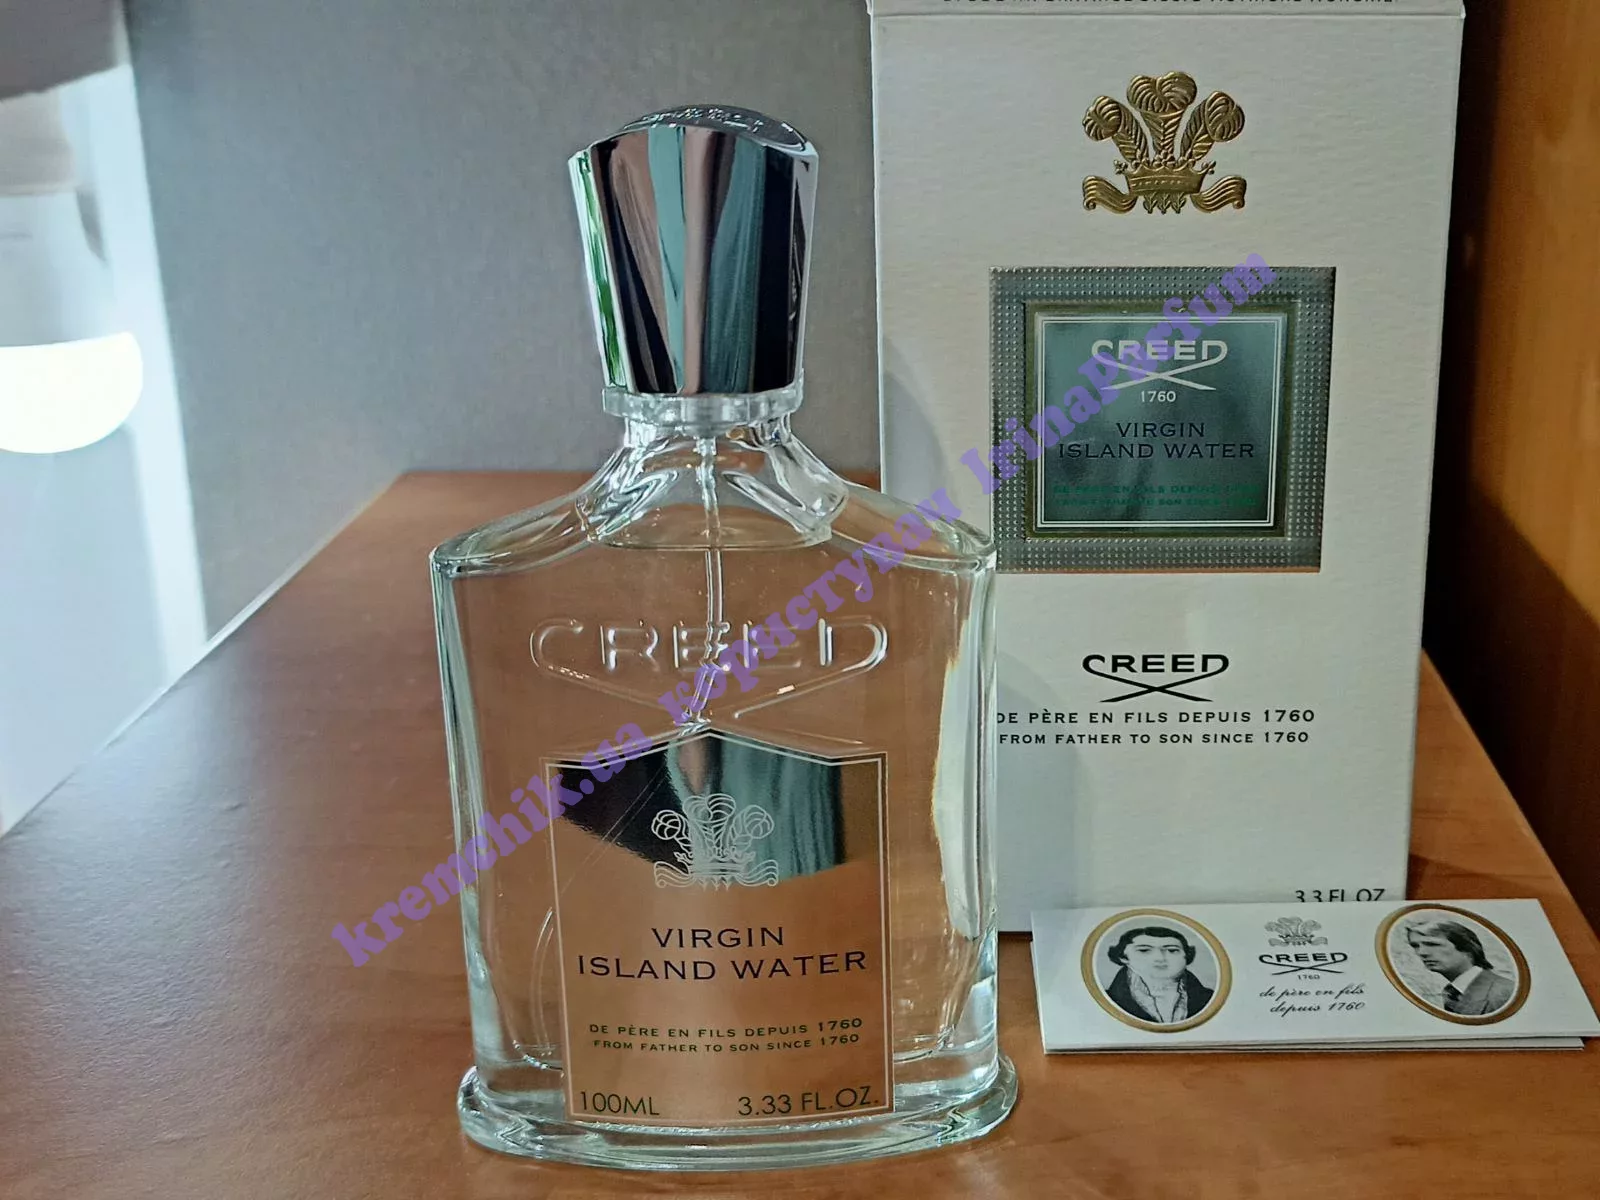 CREED
1760
VIRGIN
ISLAND WATER
CREED
DE PÈRE EN FILS DEPUIS 1760
FROM FATHER TO SON SINCE 1760
3.3 FL.OZ
CREED
VIRGIN
ISLAND WATER
DE PÈRE EN FILS DEPUIS 1760
FROM FATHER TO SON SINCE 1760
100ML 3.33 FL.OZ.
CREED
1760
de père en fils
depuis 1760
kremchik.ua користувач IrinaParfum